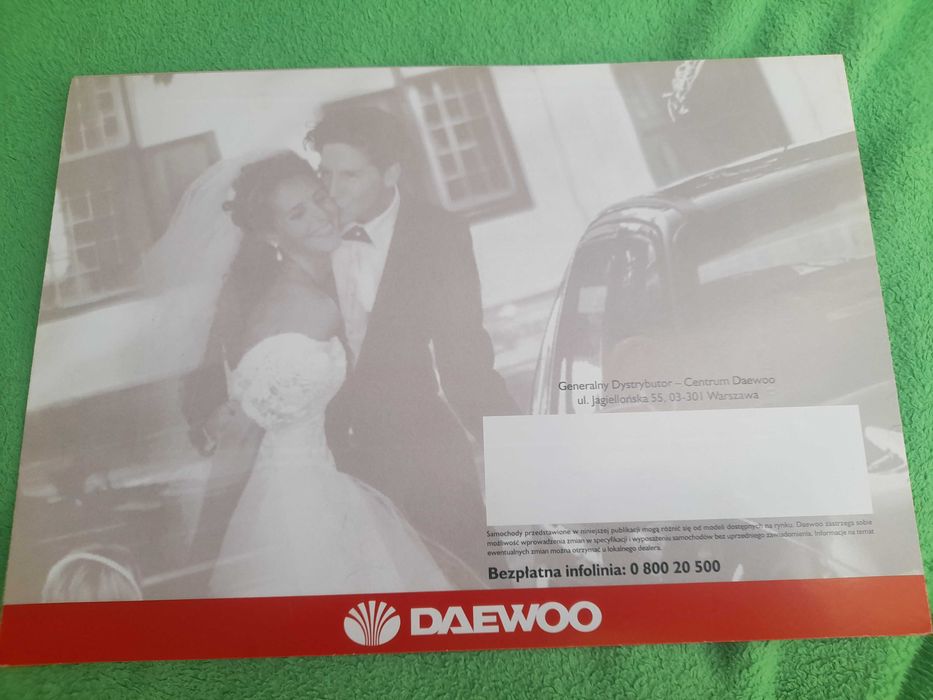 Generalny Dystrybutor – Centrum Daewoo
ul. Jagiellońska 55, 03-301 Warszawa
Samochody przedstawione w niniejszej publikacji mogą różnić się od modeli dostępnych na rynku. Daewoo zastrzega sobie
możliwość wprowadzenia zmian w specyfikacji i wyposażeniu samochodów bez uprzedniego zawiadomienia. Informacje na temat
ewentualnych zmian można otrzymać u lokalnego dealera.
Bezpłatna infolinia: 0 800 20 500
DAEWOO